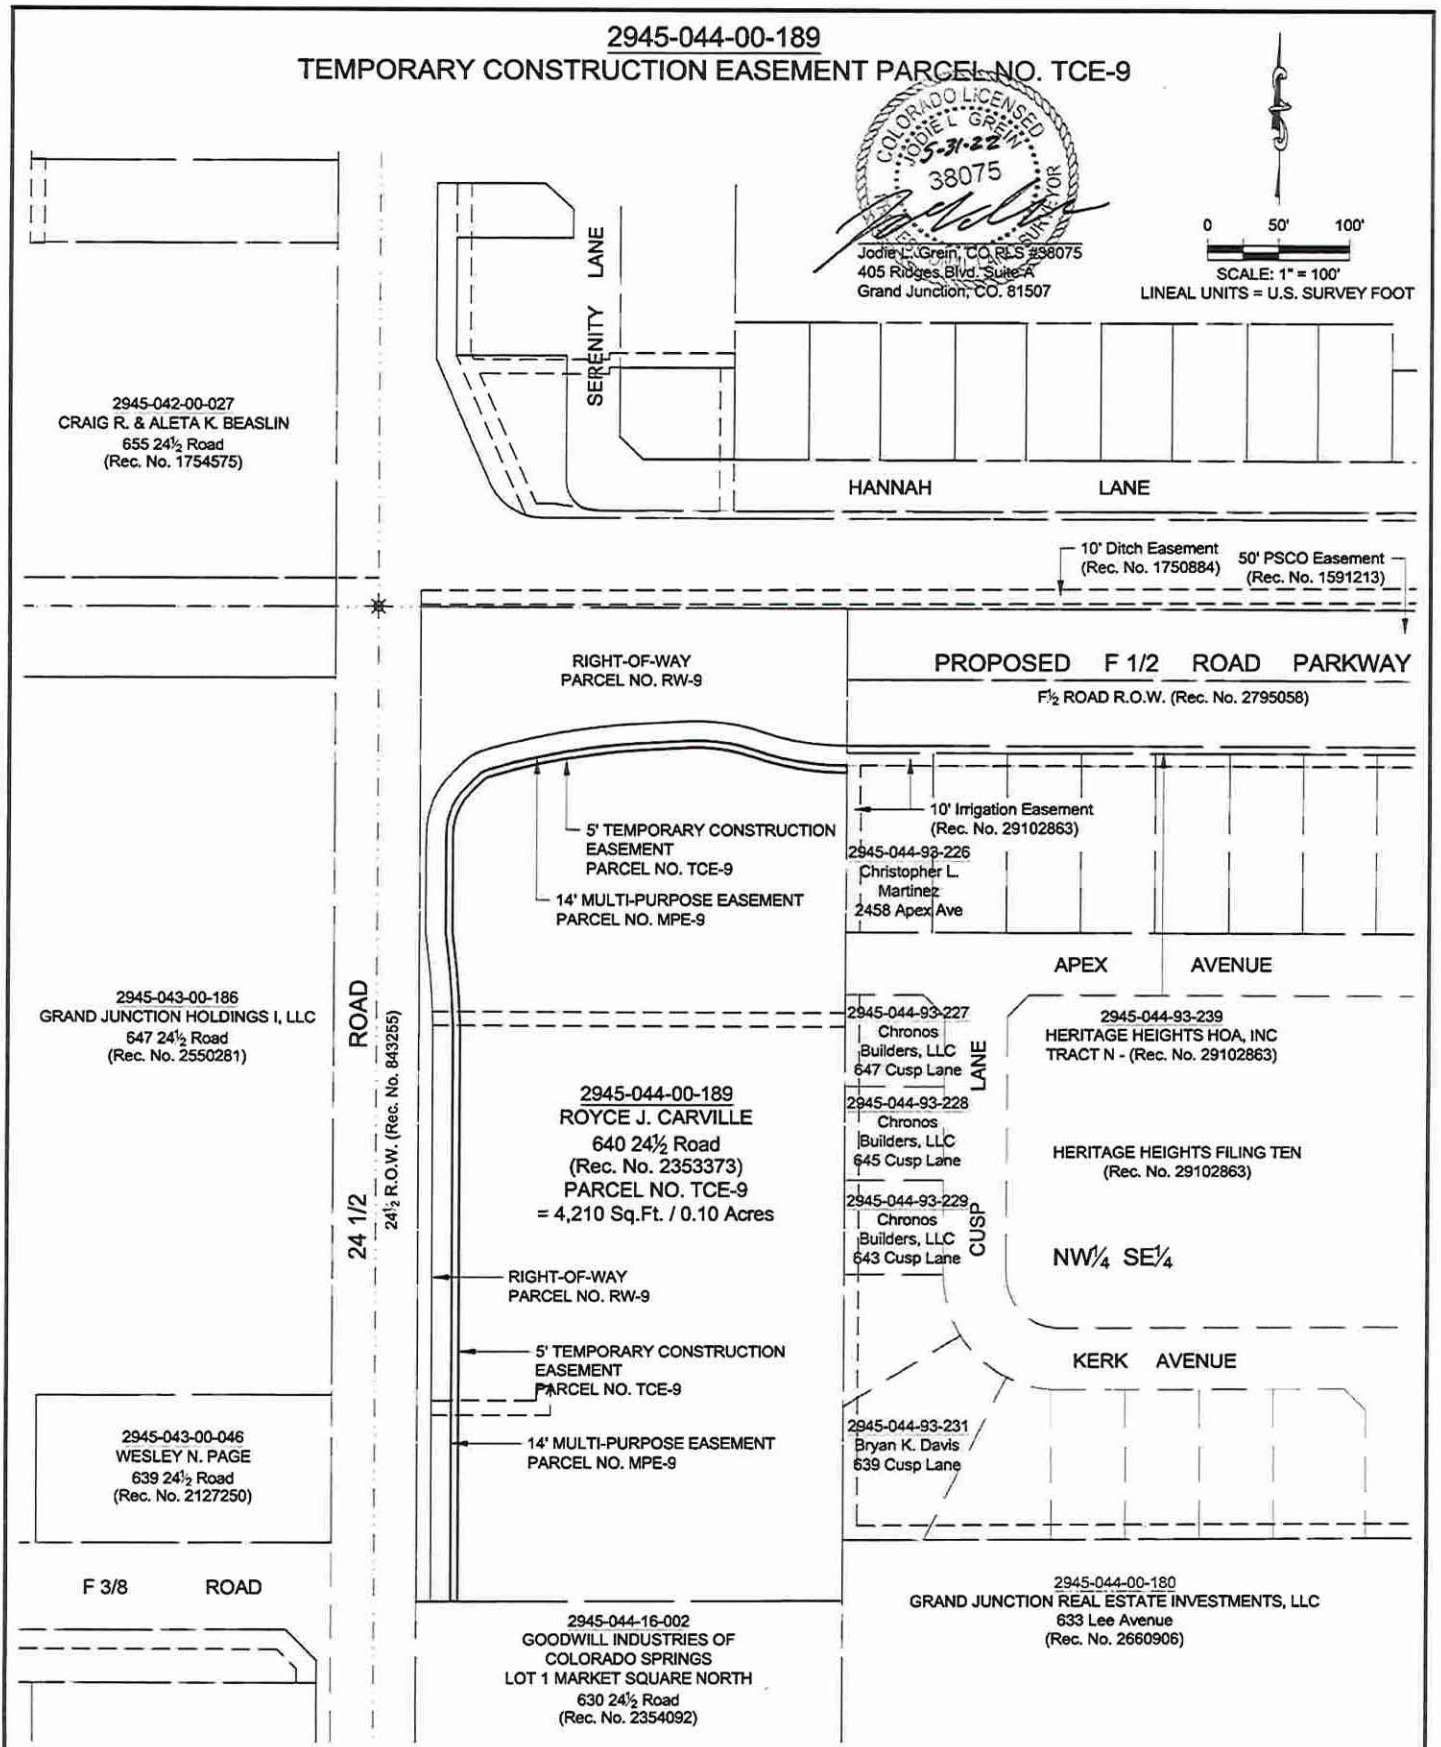 2945-044-00-189
TEMPORARY CONSTRUCTION EASEMENT PARCEL NO. TCE-9
COLORADO LICENSED
JODIE L GREIN
5-31-22
38075
SURVEYOR
Jodie L. Grein, CO RLS #38075
405 Ridges Blvd. Suite A
Grand Junction, CO. 81507
0 50' 100'
SCALE: 1" = 100'
LINEAL UNITS = U.S. SURVEY FOOT
SERENITY LANE
2945-042-00-027
CRAIG R. & ALETA K. BEASLIN
655 24½ Road
(Rec. No. 1754575)
HANNAH LANE
10' Ditch Easement
(Rec. No. 1750884)
50' PSCO Easement
(Rec. No. 1591213)
RIGHT-OF-WAY
PARCEL NO. RW-9
PROPOSED F 1/2 ROAD PARKWAY
F½ ROAD R.O.W. (Rec. No. 2795058)
5' TEMPORARY CONSTRUCTION
EASEMENT
PARCEL NO. TCE-9
14' MULTI-PURPOSE EASEMENT
PARCEL NO. MPE-9
10' Irrigation Easement
(Rec. No. 29102863)
2945-044-93-226
Christopher L.
Martinez
2458 Apex Ave
APEX AVENUE
2945-043-00-186
GRAND JUNCTION HOLDINGS I, LLC
647 24½ Road
(Rec. No. 2550281)
24 1/2 ROAD
24½ R.O.W. (Rec. No. 843255)
2945-044-93-227
Chronos
Builders, LLC
647 Cusp Lane
2945-044-93-239
HERITAGE HEIGHTS HOA, INC
TRACT N - (Rec. No. 29102863)
CUSP LANE
2945-044-00-189
ROYCE J. CARVILLE
640 24½ Road
(Rec. No. 2353373)
PARCEL NO. TCE-9
= 4,210 Sq.Ft. / 0.10 Acres
2945-044-93-228
Chronos
Builders, LLC
645 Cusp Lane
HERITAGE HEIGHTS FILING TEN
(Rec. No. 29102863)
2945-044-93-229
Chronos
Builders, LLC
643 Cusp Lane
NW¼ SE¼
RIGHT-OF-WAY
PARCEL NO. RW-9
5' TEMPORARY CONSTRUCTION
EASEMENT
PARCEL NO. TCE-9
KERK AVENUE
2945-043-00-046
WESLEY N. PAGE
639 24½ Road
(Rec. No. 2127250)
14' MULTI-PURPOSE EASEMENT
PARCEL NO. MPE-9
2945-044-93-231
Bryan K. Davis
639 Cusp Lane
F 3/8 ROAD
2945-044-16-002
GOODWILL INDUSTRIES OF
COLORADO SPRINGS
LOT 1 MARKET SQUARE NORTH
630 24½ Road
(Rec. No. 2354092)
2945-044-00-180
GRAND JUNCTION REAL ESTATE INVESTMENTS, LLC
633 Lee Avenue
(Rec. No. 2660906)